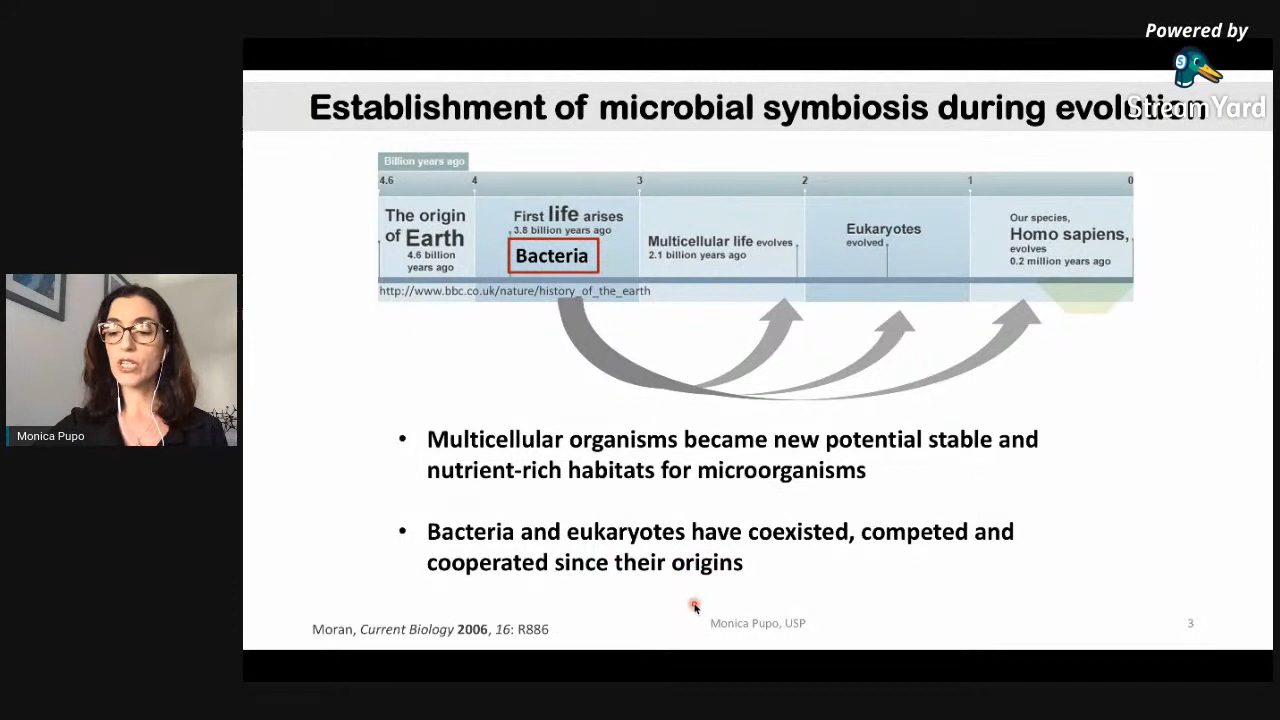 Powered by
StreamYard
Establishment of microbial symbiosis during evolution
Billion years ago
4.6 4 3 2 1 0
The origin
of Earth
4.6 billion
years ago
First life arises
3.8 billion years ago
Bacteria
Multicellular life evolves
2.1 billion years ago
Eukaryotes
evolved
Our species,
Homo sapiens,
evolves
0.2 million years ago
http://www.bbc.co.uk/nature/history_of_the_earth
• Multicellular organisms became new potential stable and
nutrient-rich habitats for microorganisms
• Bacteria and eukaryotes have coexisted, competed and
cooperated since their origins
Moran, Current Biology 2006, 16: R886
Monica Pupo, USP
3
Monica Pupo